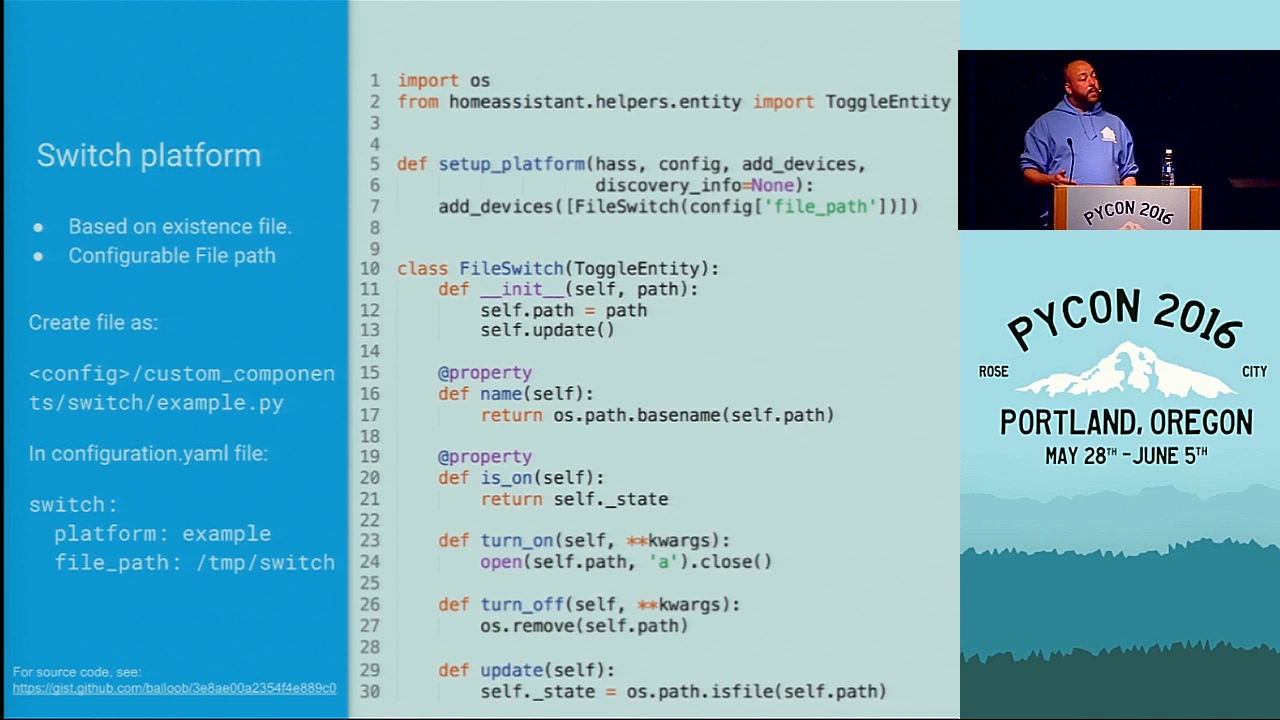 Switch platform
● Based on existence file.
● Configurable File path
Create file as:
<config>/custom_componen
ts/switch/example.py
In configuration.yaml file:
switch:
  platform: example
  file_path: /tmp/switch
For source code, see:
https://gist.github.com/balloob/3e8ae00a2354f4e889c0
1 import os
2 from homeassistant.helpers.entity import ToggleEntity
3
4
5 def setup_platform(hass, config, add_devices,
6                    discovery_info=None):
7     add_devices([FileSwitch(config['file_path'])])
8
9
10 class FileSwitch(ToggleEntity):
11     def __init__(self, path):
12         self.path = path
13         self.update()
14
15     @property
16     def name(self):
17         return os.path.basename(self.path)
18
19     @property
20     def is_on(self):
21         return self._state
22
23     def turn_on(self, **kwargs):
24         open(self.path, 'a').close()
25
26     def turn_off(self, **kwargs):
27         os.remove(self.path)
28
29     def update(self):
30         self._state = os.path.isfile(self.path)
PYCON 2016
PYCON 2016
ROSE CITY
PORTLAND, OREGON
MAY 28TH - JUNE 5TH